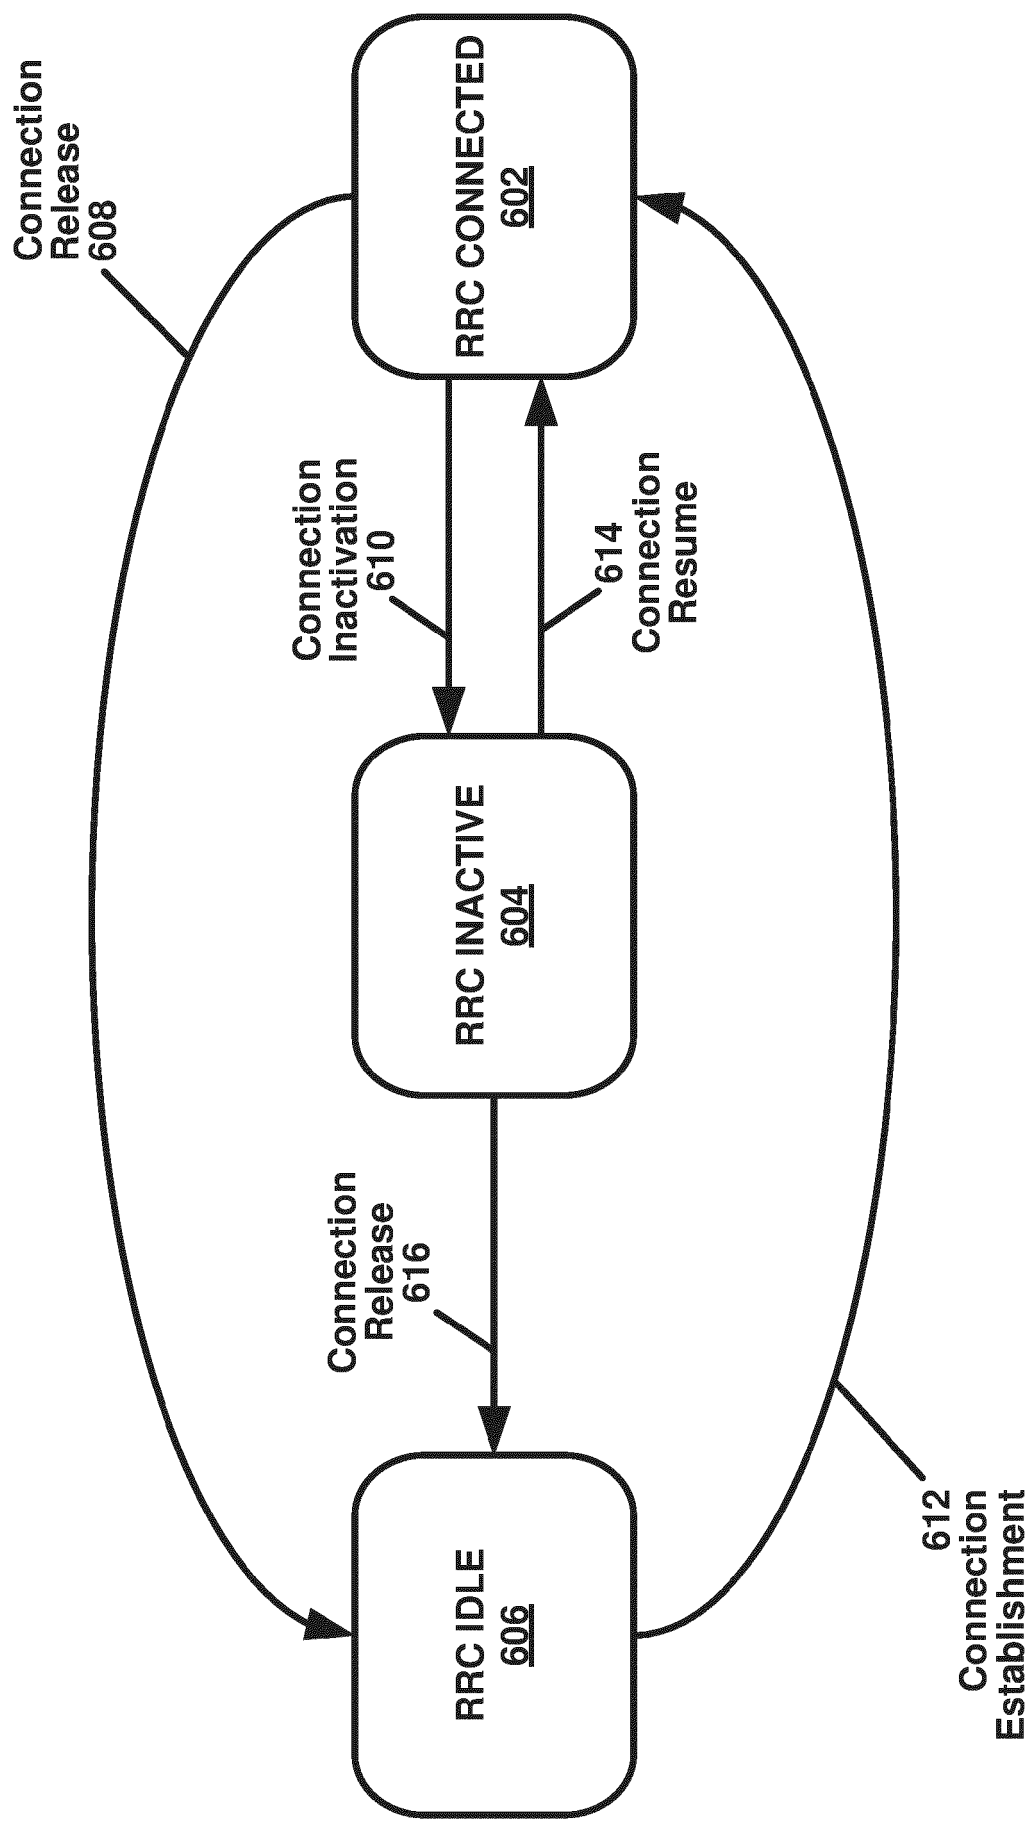 Connection
Release
608
RRC IDLE
606
Connection
Release
616
RRC INACTIVE
604
Connection
Inactivation
610
614
Connection
Resume
RRC CONNECTED
602
612
Connection
Establishment